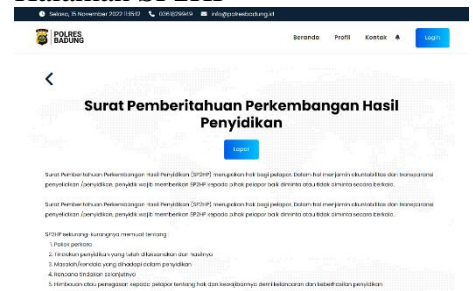 Selasa, 15 November 2022 11:51:12 0361829949 info@polresbadung.id
POLRES
BADUNG
Beranda Profil Kontak Login
Surat Pemberitahuan Perkembangan Hasil
Penyidikan
Lapor
Surat Pemberitahuan Perkembangan Hasil Penyidikan (SP2HP) merupakan hak bagi pelapor. Dalam hal menjamin akuntabilitas dan transparansi
penyelidikan /penyidikan, penyidik wajib memberikan SP2HP kepada pihak pelapor baik diminta atau tidak diminta secara berkala.
Surat Pemberitahuan Perkembangan Hasil Penyidikan (SP2HP) merupakan hak bagi pelapor. Dalam hal menjamin akuntabilitas dan transparansi
penyelidikan /penyidikan, penyidik wajib memberikan SP2HP kepada pihak pelapor baik diminta atau tidak diminta secara berkala.
SP2HP sekurang-kurangnya memuat tentang :
1. Pokok perkara
2. Tindakan penyidikan yang telah dilaksanakan dan hasilnya
3. Masalah/kendala yang dihadapi dalam penyidikan
4. Rencana tindakan selanjutnya
5. Himbauan atau penegasan kepada pelapor tentang hak dan kewajibannya demi kelancaran dan keberhasilan penyidikan